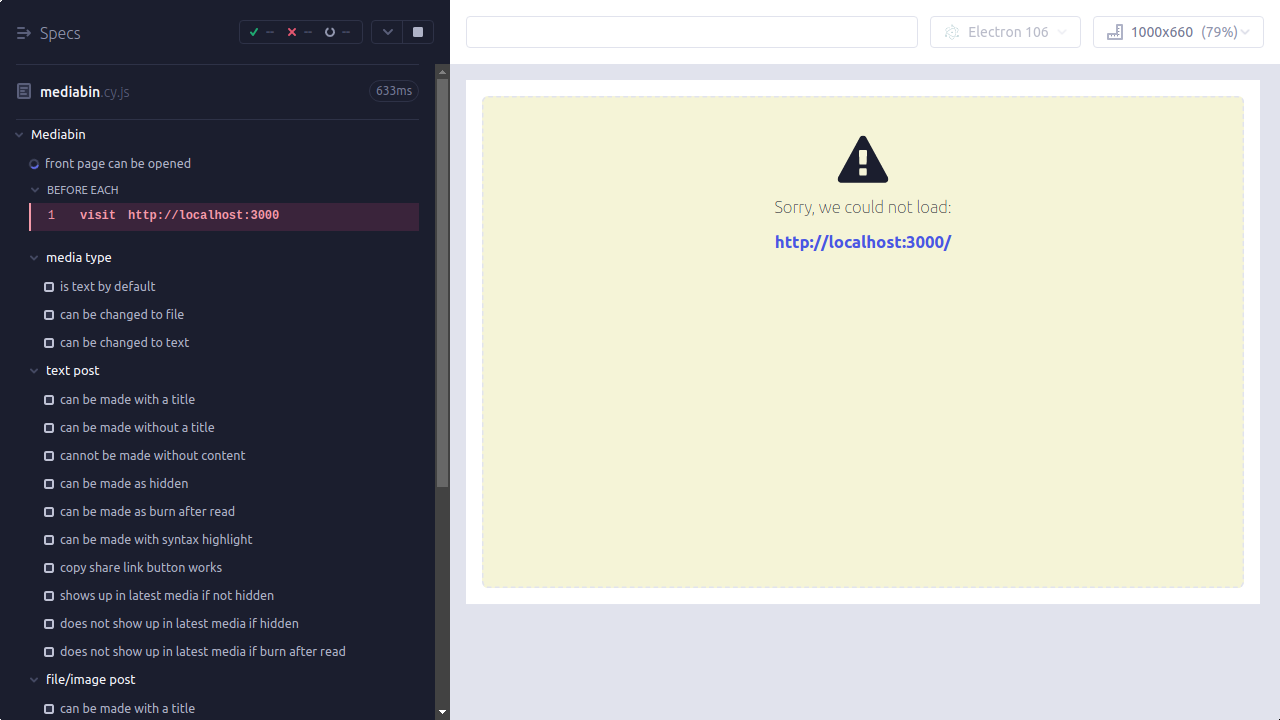 Specs
--
--
--
mediabin.cy.js
633ms
Mediabin
front page can be opened
BEFORE EACH
1 visit http://localhost:3000
media type
is text by default
can be changed to file
can be changed to text
text post
can be made with a title
can be made without a title
cannot be made without content
can be made as hidden
can be made as burn after read
can be made with syntax highlight
copy share link button works
shows up in latest media if not hidden
does not show up in latest media if hidden
does not show up in latest media if burn after read
file/image post
can be made with a title
Electron 106
1000x660 (79%)
Sorry, we could not load:
http://localhost:3000/